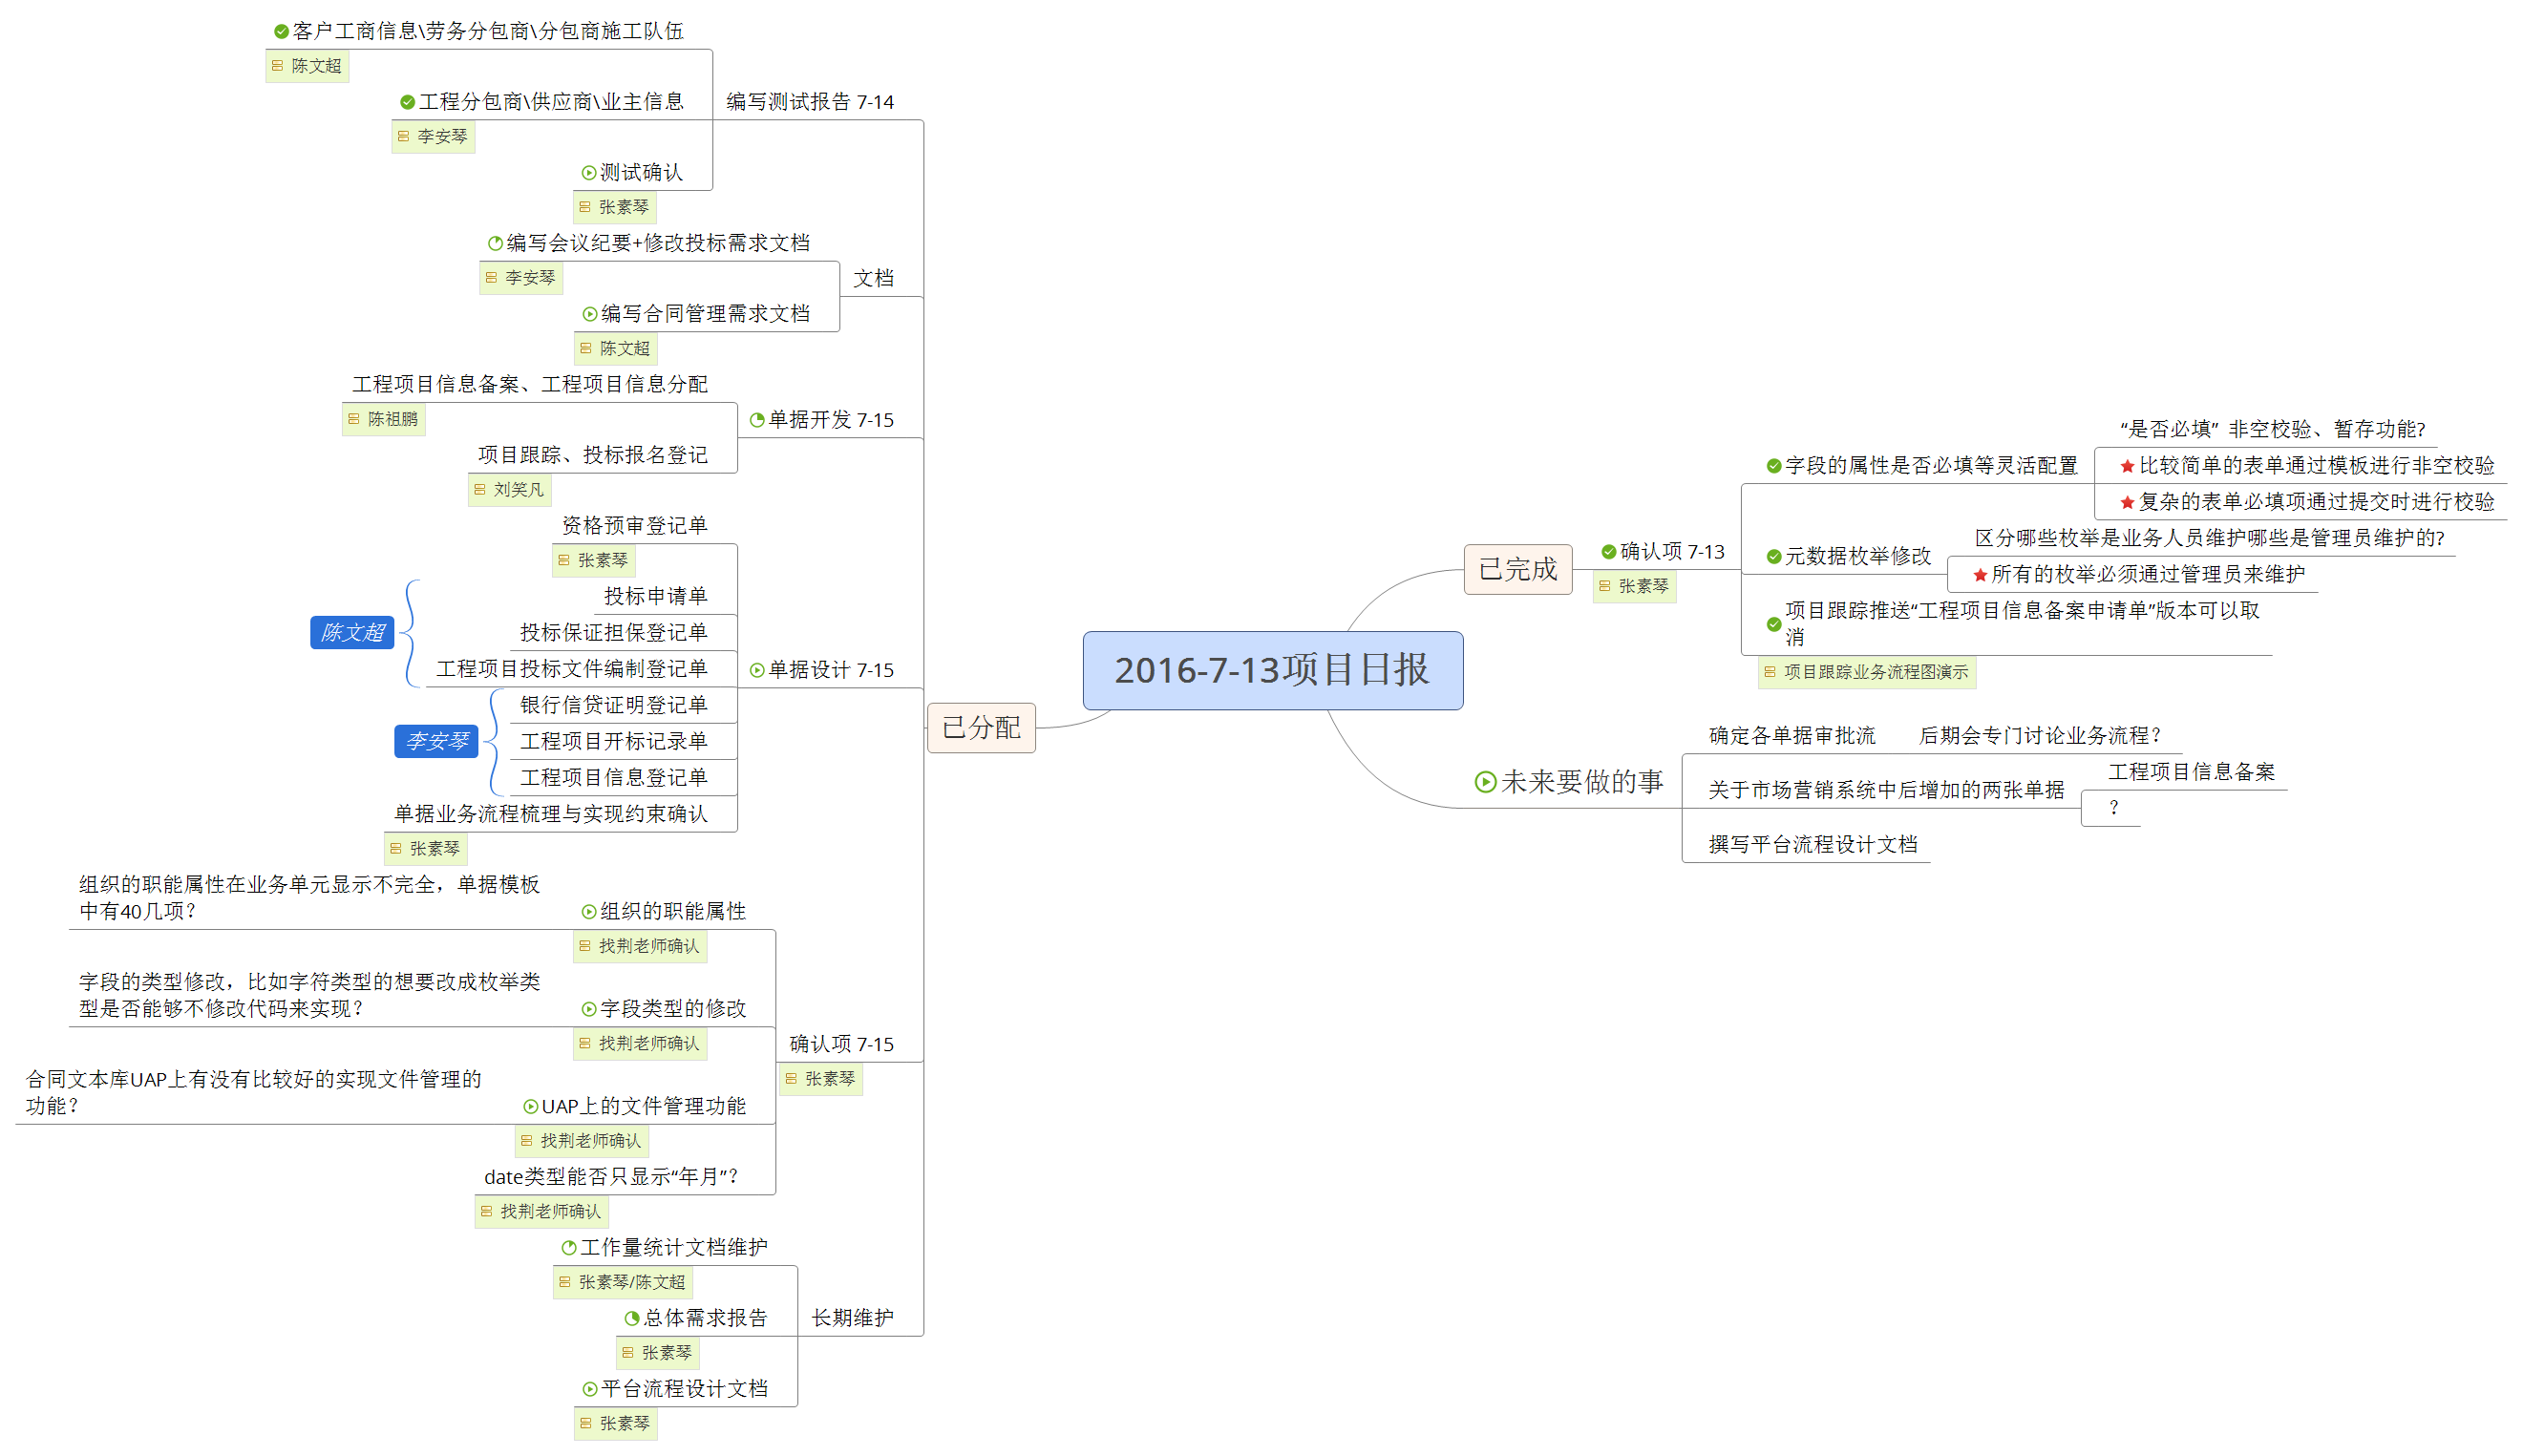 2016-7-13项目日报
已完成
确认项 7-13
张素琴
字段的属性是否必填等灵活配置
“是否必填” 非空校验、暂存功能?
比较简单的表单通过模板进行非空校验
复杂的表单必填项通过提交时进行校验
元数据枚举修改
区分哪些枚举是业务人员维护哪些是管理员维护的?
所有的枚举必须通过管理员来维护
项目跟踪推送“工程项目信息备案申请单”版本可以取
消
项目跟踪业务流程图演示
未来要做的事
确定各单据审批流
后期会专门讨论业务流程?
关于市场营销系统中后增加的两张单据
工程项目信息备案
?
撰写平台流程设计文档
已分配
编写测试报告 7-14
客户工商信息\劳务分包商\分包商施工队伍
陈文超
工程分包商\供应商\业主信息
李安琴
测试确认
张素琴
文档
编写会议纪要+修改投标需求文档
李安琴
编写合同管理需求文档
陈文超
单据开发 7-15
工程项目信息备案、工程项目信息分配
陈祖鹏
项目跟踪、投标报名登记
刘笑凡
单据设计 7-15
资格预审登记单
张素琴
投标申请单
投标保证担保登记单
工程项目投标文件编制登记单
陈文超
银行信贷证明登记单
工程项目开标记录单
工程项目信息登记单
李安琴
单据业务流程梳理与实现约束确认
张素琴
确认项 7-15
张素琴
组织的职能属性
找荆老师确认
组织的职能属性在业务单元显示不完全，单据模板
中有40几项?
字段类型的修改
找荆老师确认
字段的类型修改，比如字符类型的想要改成枚举类
型是否能够不修改代码来实现?
UAP上的文件管理功能
找荆老师确认
合同文本库UAP上有没有比较好的实现文件管理的
功能?
date类型能否只显示“年月”?
找荆老师确认
长期维护
工作量统计文档维护
张素琴/陈文超
总体需求报告
张素琴
平台流程设计文档
张素琴